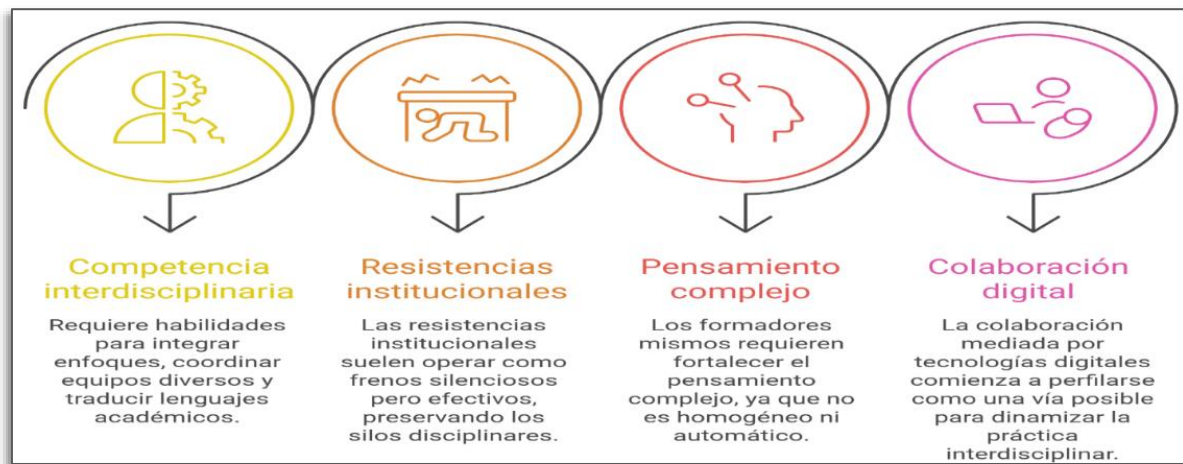 Competencia
interdisciplinaria
Requiere habilidades
para integrar
enfoques, coordinar
equipos diversos y
traducir lenguajes
académicos.
Resistencias
institucionales
Las resistencias
institucionales
suelen operar como
frenos silenciosos
pero efectivos,
preservando los
silos disciplinares.
Pensamiento
complejo
Los formadores
mismos requieren
fortalecer el
pensamiento
complejo, ya que no
es homogéneo ni
automático.
Colaboración
digital
La colaboración
mediada por
tecnologías digitales
comienza a perfilarse
como una vía posible
para dinamizar la
práctica
interdisciplinar.